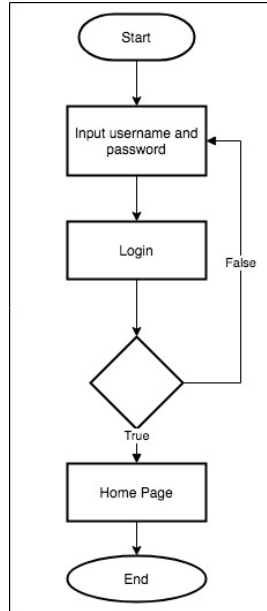 Start
Input username and
password
Login
False
True
Home Page
End